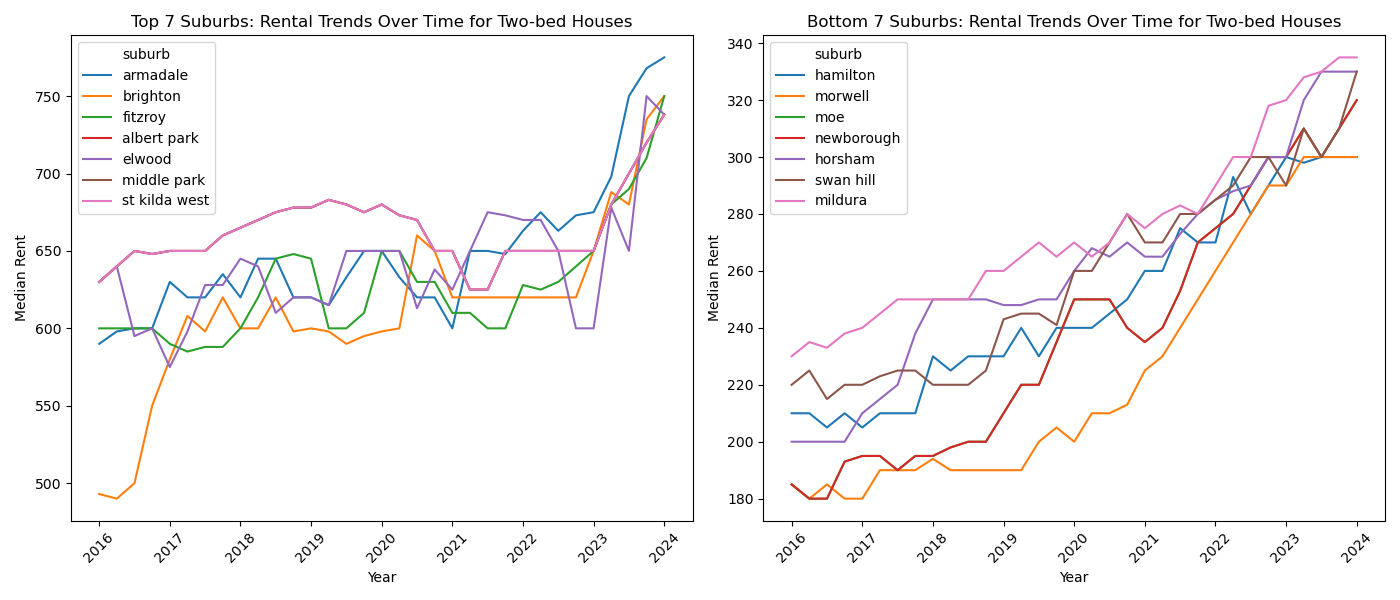 Top 7 Suburbs: Rental Trends Over Time for Two-bed Houses
suburb
armadale
brighton
fitzroy
albert park
elwood
middle park
st kilda west
750
700
650
600
550
500
Median Rent
2016
2017
2018
2019
2020
2021
2022
2023
2024
Year
Bottom 7 Suburbs: Rental Trends Over Time for Two-bed Houses
suburb
hamilton
morwell
moe
newborough
horsham
swan hill
mildura
340
320
300
280
260
240
220
200
180
Median Rent
2016
2017
2018
2019
2020
2021
2022
2023
2024
Year